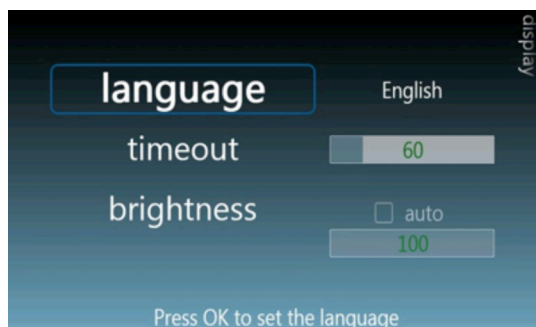 display
language English
timeout 60
brightness auto
100
Press OK to set the language